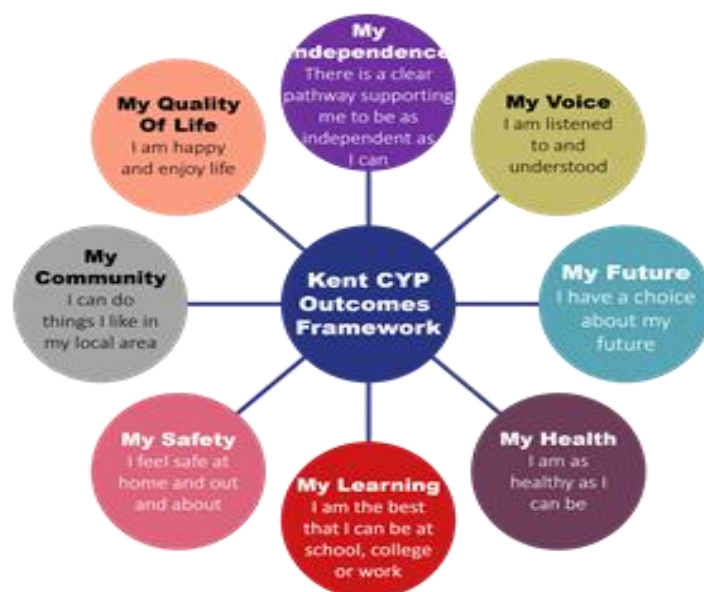 My
Independence
There is a clear
pathway supporting
me to be as
independent as
I can
My Voice
I am listened
to and
understood
My Future
I have a choice
about my
future
My Health
I am as
healthy as I
can be
My Learning
I am the best
that I can be at
school, college
or work
My Safety
I feel safe at
home and out
and about
My
Community
I can do
things I like in
my local area
My Quality
Of Life
I am happy
and enjoy life
Kent CYP
Outcomes
Framework